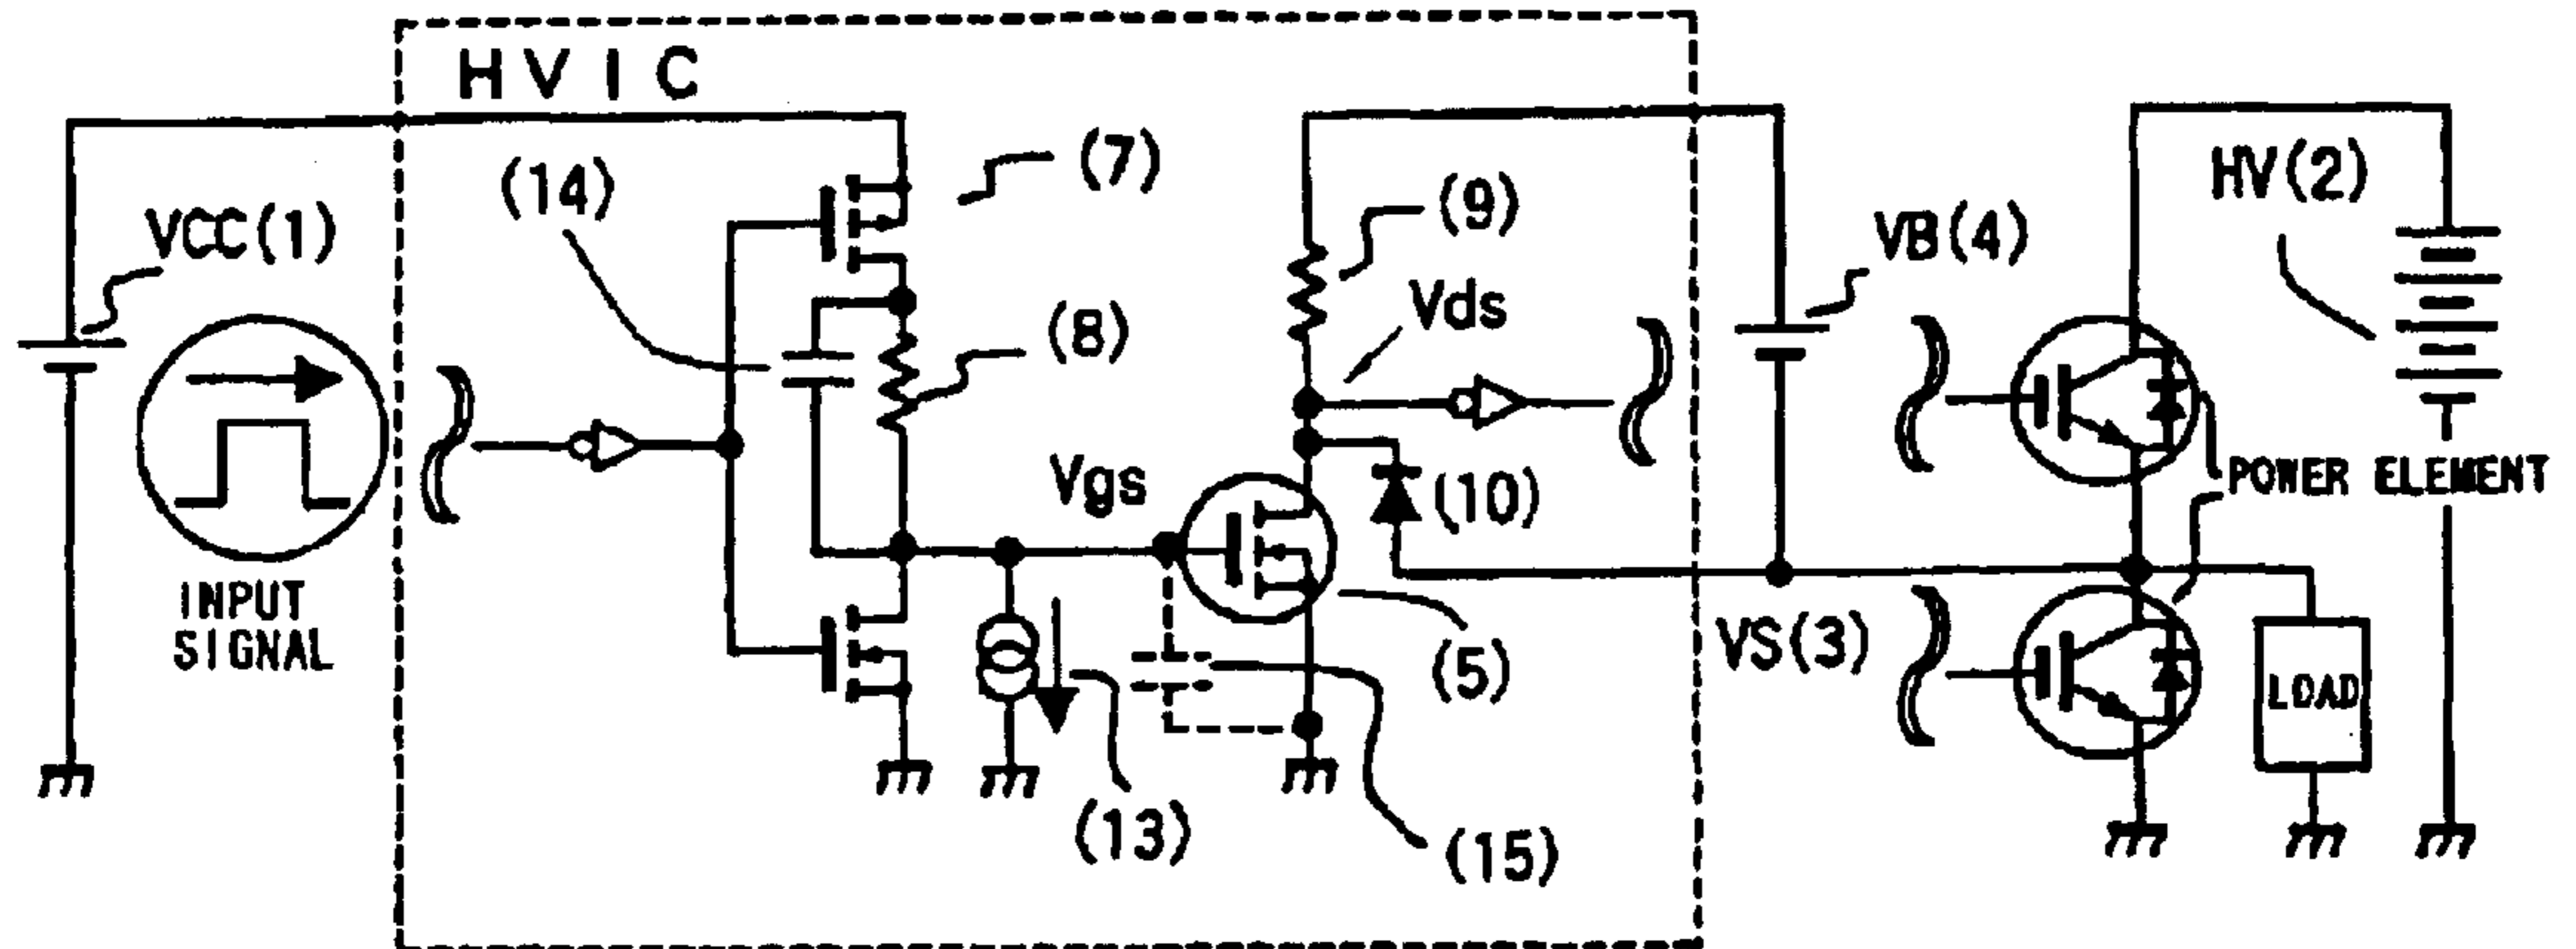 HVIC
(7)
(14)
(9)
HV(2)
VCC(1)
VB(4)
Vds
(8)
Vgs
(10)
POWER ELEMENT
INPUT
SIGNAL
VS(3)
(5)
LOAD
(13)
(15)